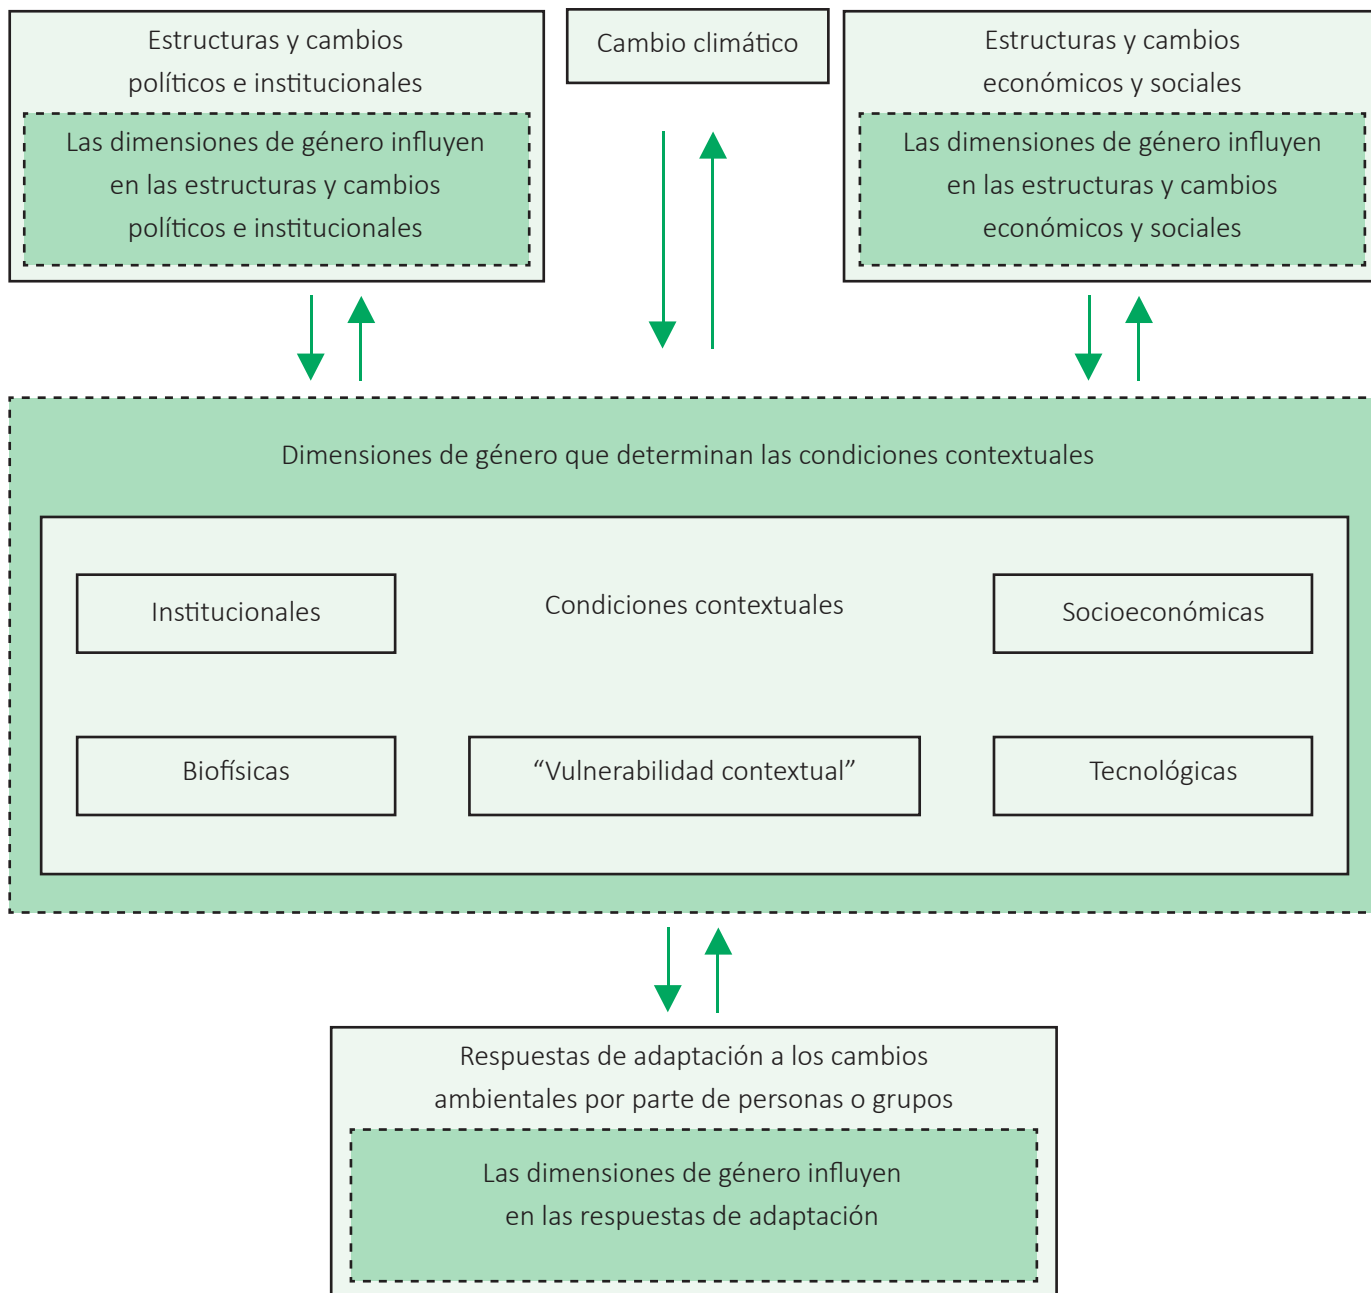 Estructuras y cambios
políticos e institucionales
Las dimensiones de género influyen
en las estructuras y cambios
políticos e institucionales
Cambio climático
Estructuras y cambios
económicos y sociales
Las dimensiones de género influyen
en las estructuras y cambios
económicos y sociales
Dimensiones de género que determinan las condiciones contextuales
Institucionales
Condiciones contextuales
Socioeconómicas
Biofísicas
“Vulnerabilidad contextual”
Tecnológicas
Respuestas de adaptación a los cambios
ambientales por parte de personas o grupos
Las dimensiones de género influyen
en las respuestas de adaptación